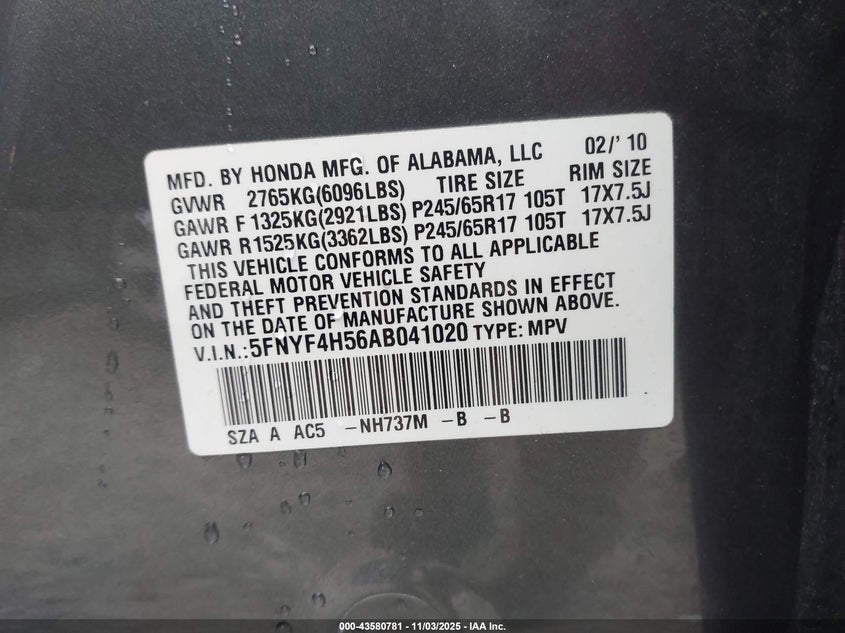 MFD. BY HONDA MFG. OF ALABAMA, LLC 02/' 10
GVWR 2765KG(6096LBS) TIRE SIZE RIM SIZE
GAWR F 1325KG(2921LBS) P245/65R17 105T 17X7.5J
GAWR R1525KG(3362LBS) P245/65R17 105T 17X7.5J
THIS VEHICLE CONFORMS TO ALL APPLICABLE
FEDERAL MOTOR VEHICLE SAFETY
AND THEFT PREVENTION STANDARDS IN EFFECT
ON THE DATE OF MANUFACTURE SHOWN ABOVE.
V.I.N.:5FNYF4H56AB041020 TYPE: MPV
SZA A AC5 -NH737M -B -B
000-43580781 - 11/03/2025 - IAA Inc.